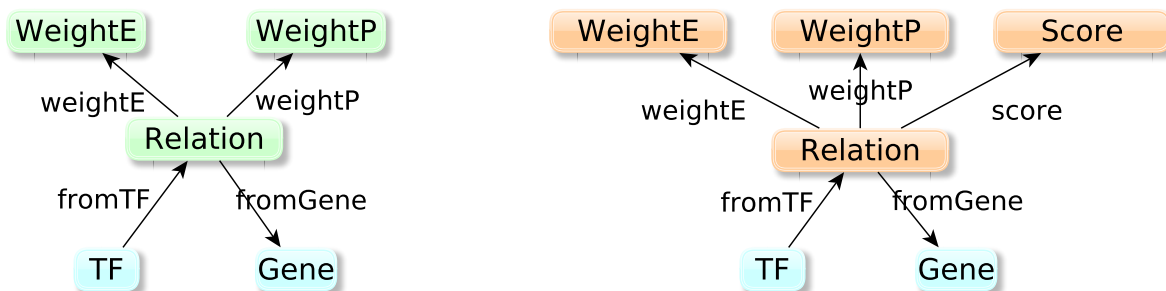 WeightE
WeightP
weightE
weightP
Relation
fromTF
fromGene
TF
Gene
WeightE
WeightP
Score
weightE
weightP
score
Relation
fromTF
fromGene
TF
Gene